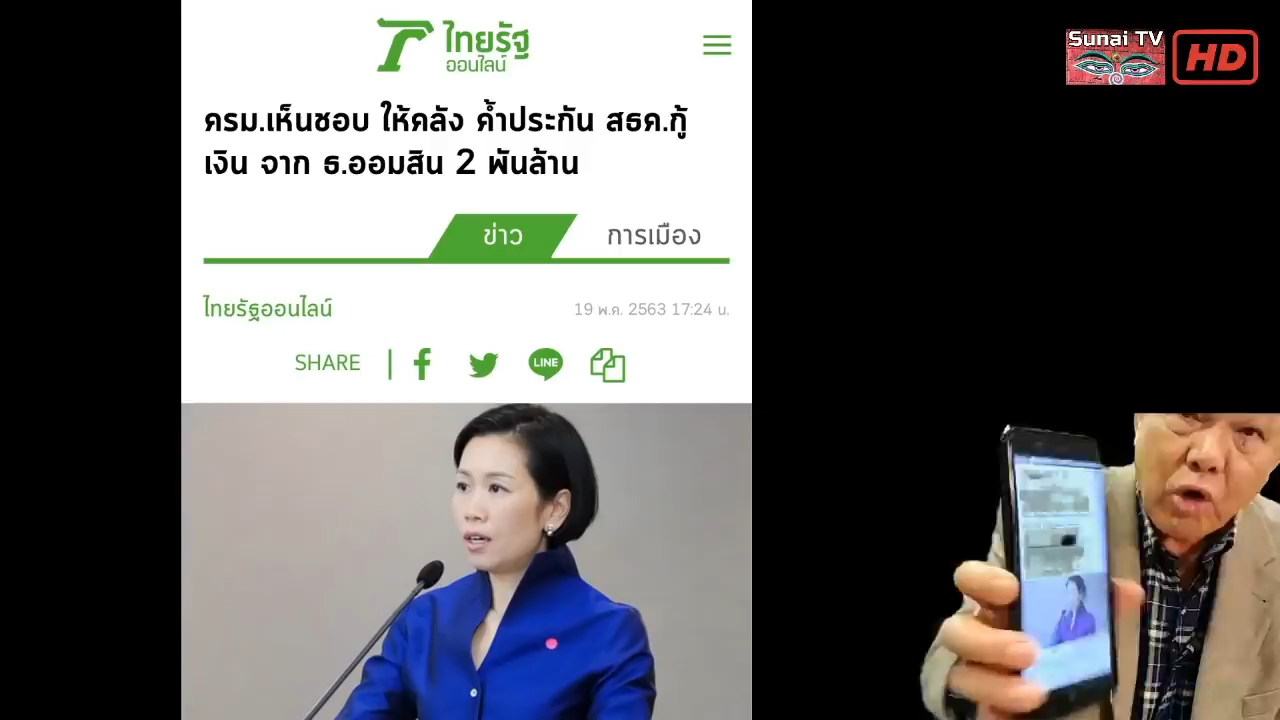 ไทยรัฐ
ออนไลน์
Sunai TV
HD
ครม.เห็นชอบ ให้คลัง ค้ำประกัน สธค.กู้
เงิน จาก ธ.ออมสิน 2 พันล้าน
ข่าว
การเมือง
ไทยรัฐออนไลน์
19 พ.ค. 2563 17:24 น.
SHARE
LINE